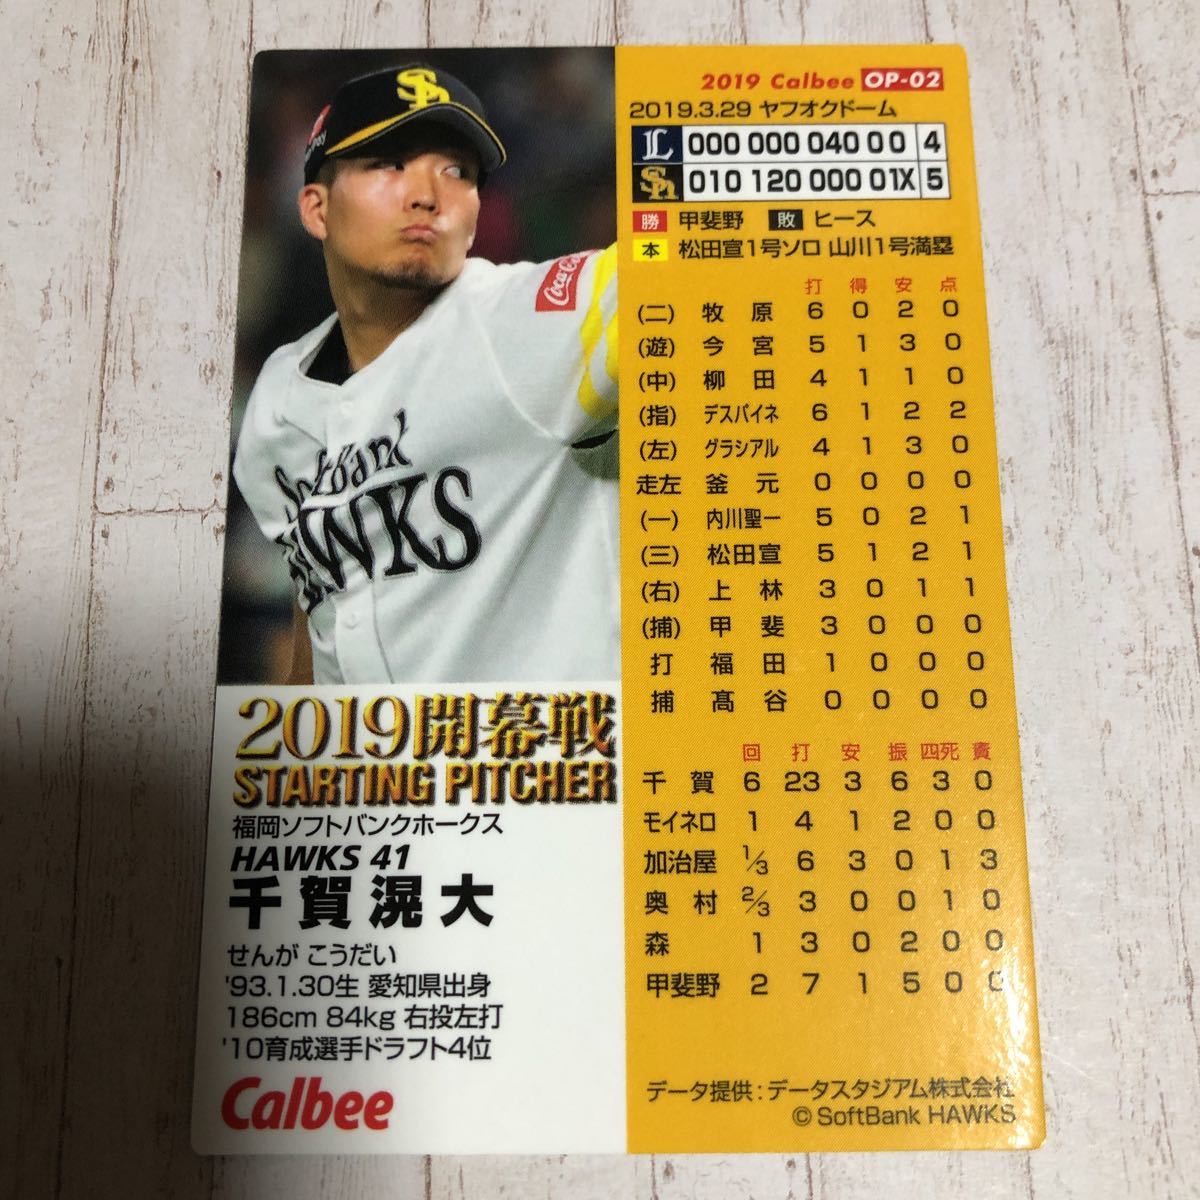 2019 Calbee OP-02
2019.3.29 ヤフオクドーム
L 000 000 040 0 0 4
SH 010 120 000 01X 5
勝 甲斐野 敗 ヒース
本 松田宣1号ソロ 山川1号満塁
打 得 安 点
(二) 牧原 6 0 2 0
(遊) 今宮 5 1 3 0
(中) 柳田 4 1 1 0
(指) デスパイネ 6 1 2 2
(左) グラシアル 4 1 3 0
走左 釜元 0 0 0 0
(一) 内川聖一 5 0 2 1
(三) 松田宣 5 1 2 1
(右) 上林 3 0 1 1
(捕) 甲斐 3 0 0 0
打 福田 1 0 0 0
捕 髙谷 0 0 0 0
回 打 安 振 四死 責
千賀 6 23 3 6 3 0
モイネロ 1 4 1 2 0 0
加治屋 1/3 6 3 0 1 3
奥村 2/3 3 0 0 1 0
森 1 3 0 2 0 0
甲斐野 2 7 1 5 0 0
データ提供:データスタジアム株式会社
© SoftBank HAWKS
Coca-Cola
SoftBank
HAWKS
2019開幕戦
STARTING PITCHER
福岡ソフトバンクホークス
HAWKS 41
千賀滉大
せんが こうだい
'93.1.30生 愛知県出身
186cm 84kg 右投左打
'10育成選手ドラフト4位
Calbee